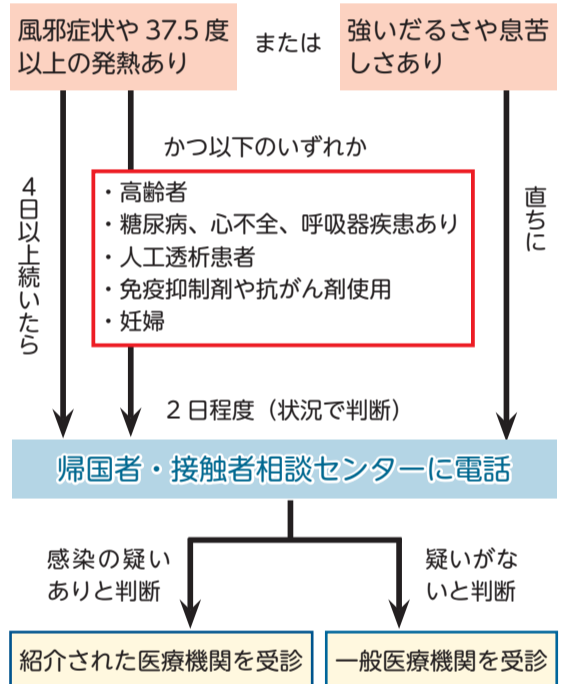 風邪症状や 37.5 度
以上の発熱あり
または
強いだるさや息苦
しさあり
かつ以下のいずれか
・高齢者
・糖尿病、心不全、呼吸器疾患あり
・人工透析患者
・免疫抑制剤や抗がん剤使用
・妊婦
4日以上続いたら
直ちに
2 日程度（状況で判断）
帰国者・接触者相談センターに電話
感染の疑い
ありと判断
疑いがな
いと判断
紹介された医療機関を受診
一般医療機関を受診